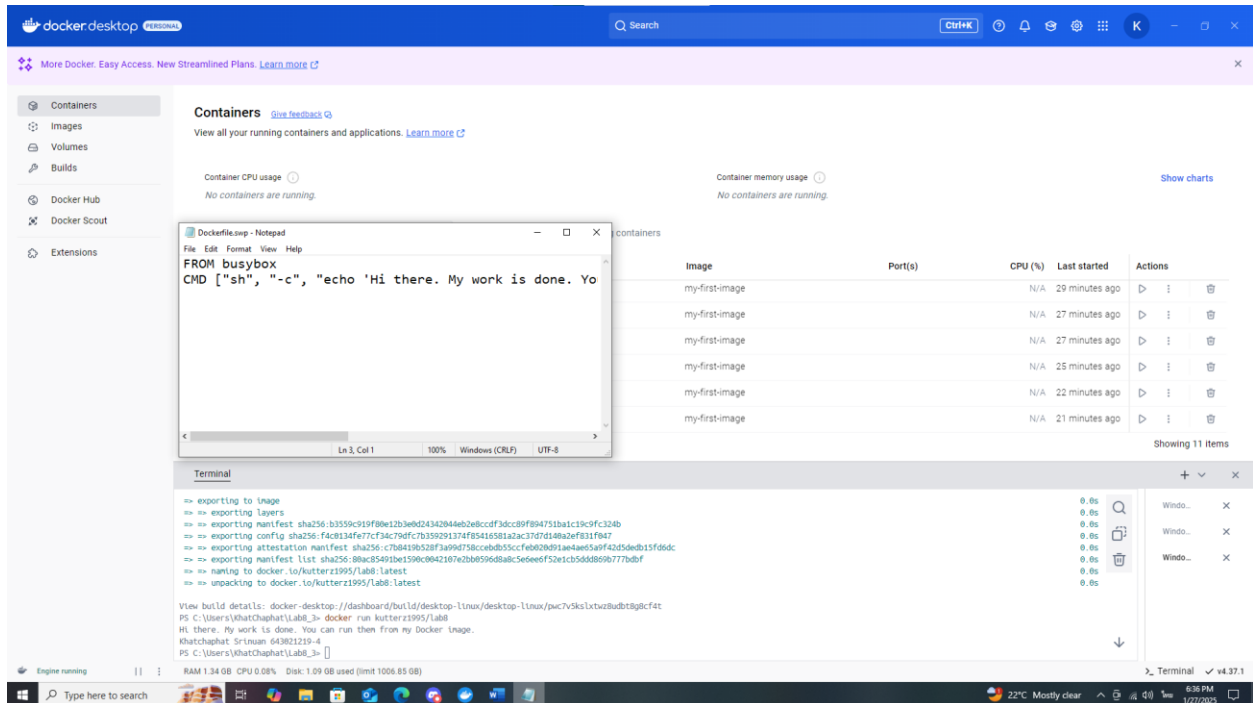 docker.desktop PERSONAL
Search
Ctrl+K
K
More Docker. Easy Access. New Streamlined Plans. Learn more
Containers
Images
Volumes
Builds
Docker Hub
Docker Scout
Extensions
Containers Give feedback
View all your running containers and applications. Learn more
Container CPU usage
No containers are running.
Container memory usage
No containers are running.
Show charts
containers
Dockerfile.swp - Notepad
File Edit Format View Help
FROM busybox
CMD ["sh", "-c", "echo 'Hi there. My work is done. Yo
Ln 3, Col 1 100% Windows (CRLF) UTF-8
Image Port(s) CPU (%) Last started Actions
my-first-image N/A 29 minutes ago
my-first-image N/A 27 minutes ago
my-first-image N/A 27 minutes ago
my-first-image N/A 25 minutes ago
my-first-image N/A 22 minutes ago
my-first-image N/A 21 minutes ago
Showing 11 items
Terminal
=> exporting to image 0.0s
=> => exporting layers 0.0s
=> => exporting manifest 0.0s
=> => exporting config 0.0s
=> => exporting attestation manifest 0.0s
=> => exporting manifest list 0.0s
=> => naming to docker.io/kutterz1995/lab8:latest 0.0s
=> => unpacking to docker.io/kutterz1995/lab8:latest 0.0s
Windo...
Windo...
Windo...
View build details: docker-desktop://dashboard/build/desktop-linux/desktop-linux/pwc7v5kslxtwz8udbt8g8cf4t
PS C:\Users\KhatChaphat\Lab8_3> docker run kutterz1995/lab8
Hi there. My work is done. You can run them from my Docker image.
Khatchaphat Srinuan 643021219-4
PS C:\Users\KhatChaphat\Lab8_3>
Engine running RAM 1.34 GB CPU 0.08% Disk: 1.09 GB used (limit 1006.85 GB) Terminal v4.37.1
Type here to search
22°C Mostly clear
6:36 PM
1/27/2025